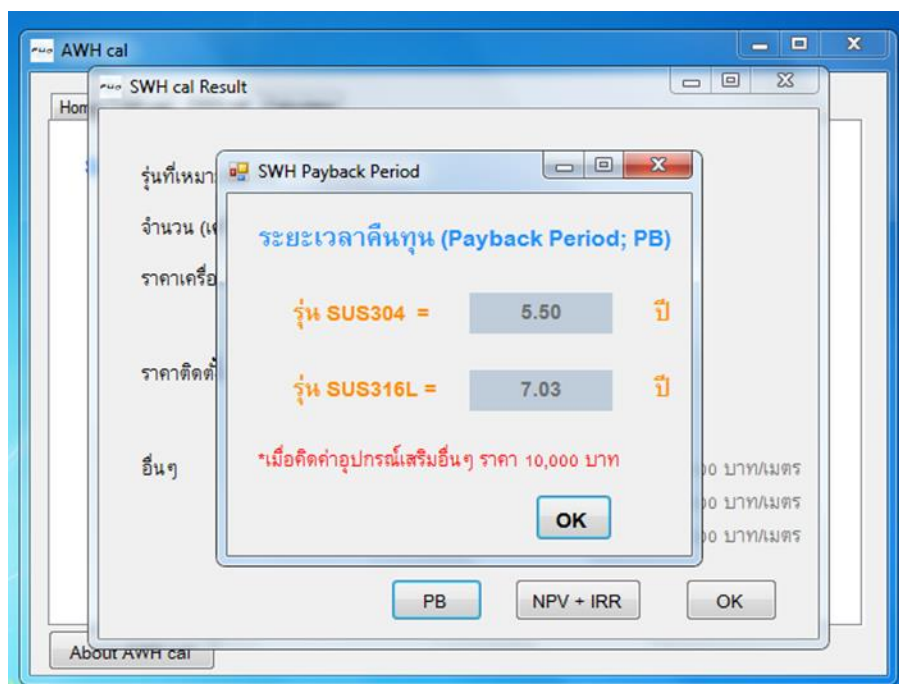 AWH cal
SWH cal Result
SWH Payback Period
รุ่นที่เหมา
จำนวน
ระยะเวลาคืนทุน (Payback Period; PB)
ราคาเครื่อ
รุ่น SUS304 = 5.50 ปี
ราคาติดตั้
รุ่น SUS316L = 7.03 ปี
อื่นๆ
*เมื่อคิดค่าอุปกรณ์เสริมอื่นๆ ราคา 10,000 บาท
บาท/เมตร
บาท/เมตร
บาท/เมตร
OK
PB NPV + IRR OK
About AWH cal